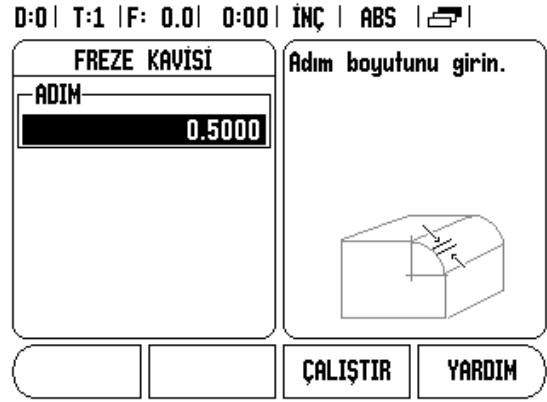 D:0 | T:1 | F: 0.0 | 0:00 | İNÇ | ABS |
FREZE KAVİSİ
ADIM
0.5000
Adım boyutunu girin.
ÇALIŞTIR
YARDIM